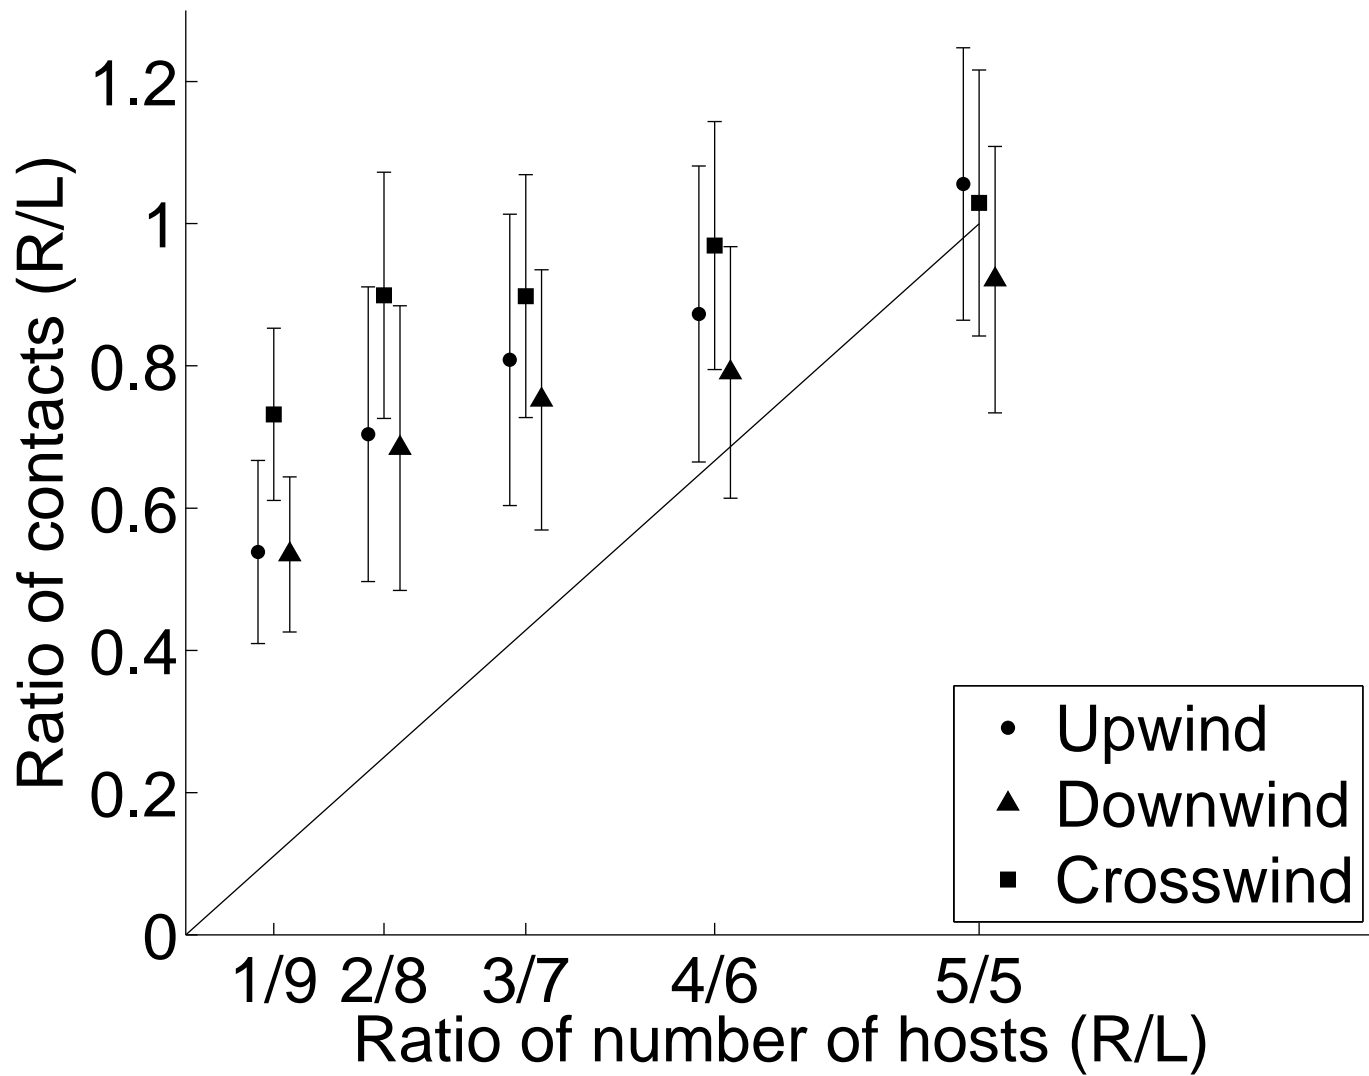 Ratio of contacts (R/L)
1.2
1
0.8
0.6
0.4
0.2
0
1/9 2/8 3/7 4/6 5/5
Ratio of number of hosts (R/L)
Upwind
Downwind
Crosswind